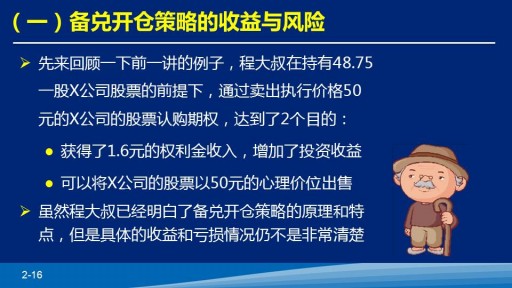 （一）备兑开仓策略的收益与风险
先来回顾一下前一讲的例子，程大叔在持有48.75
一股X公司股票的前提下，通过卖出执行价格50
元的X公司的股票认购期权，达到了2个目的：
获得了1.6元的权利金收入，增加了投资收益
可以将X公司的股票以50元的心理价位出售
虽然程大叔已经明白了备兑开仓策略的原理和特
点，但是具体的收益和亏损情况仍不是非常清楚
2-16